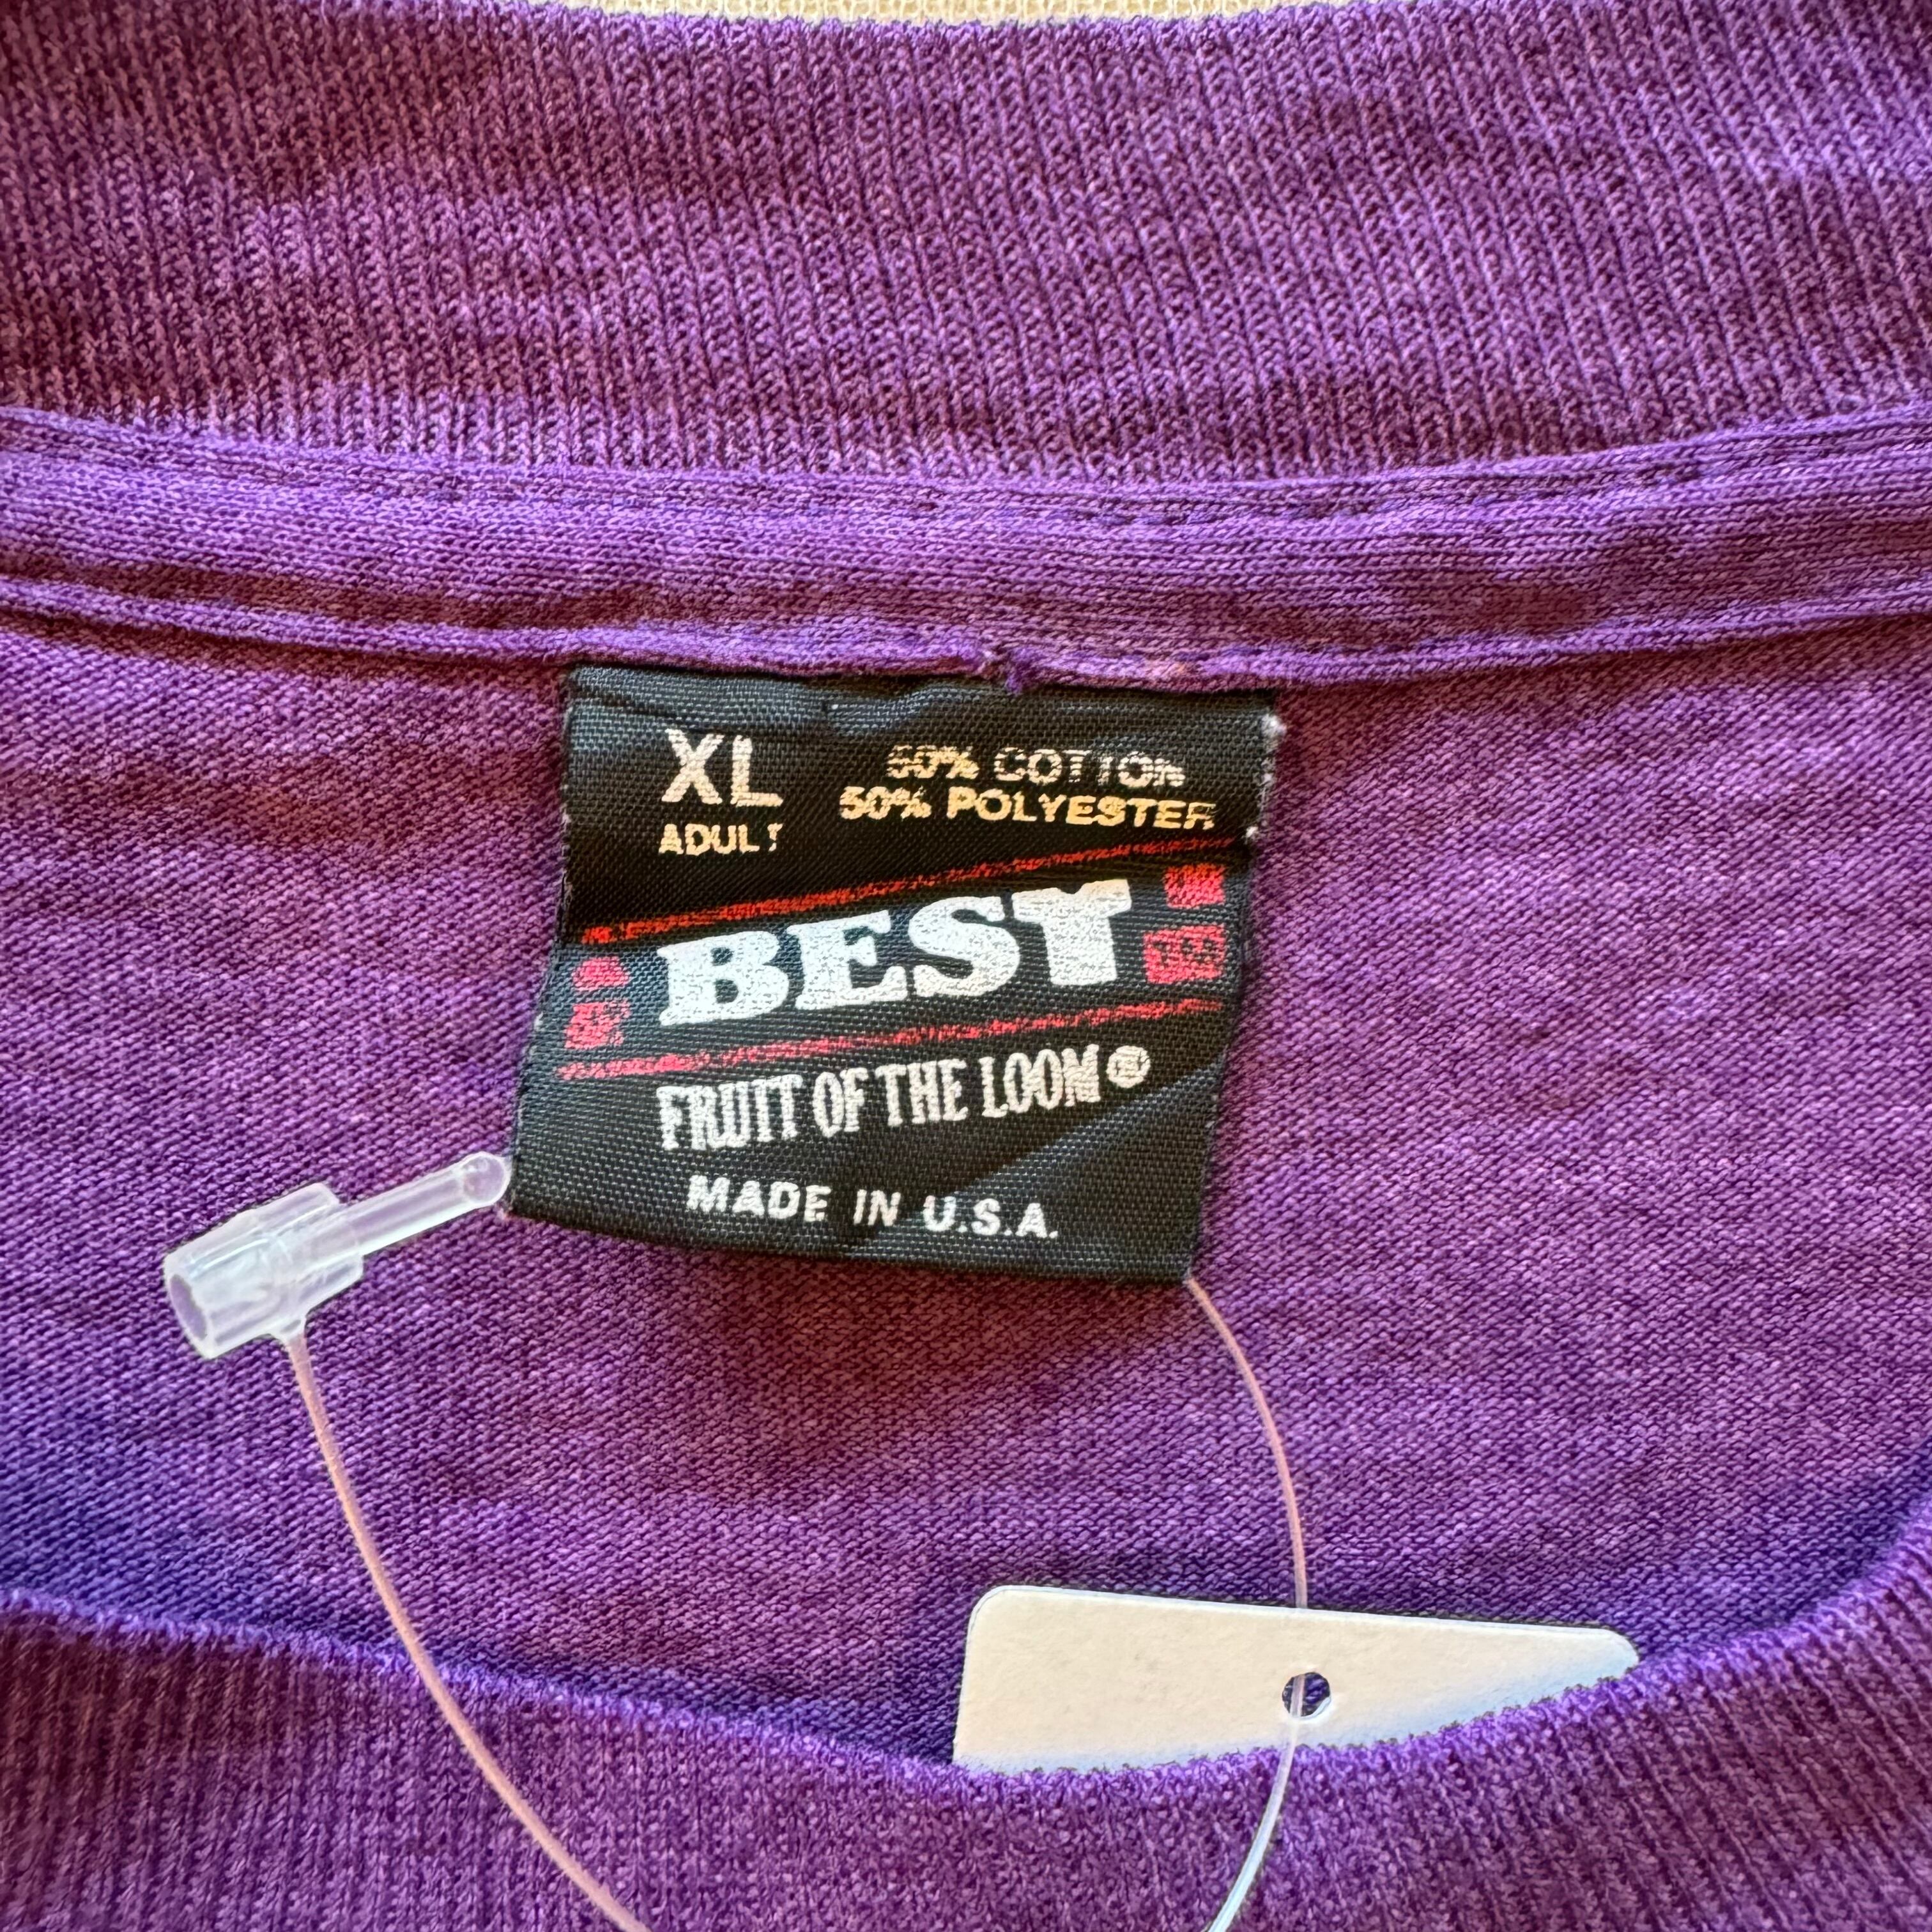 XL
ADULT
50% COTTON
50% POLYESTER
BEST
FRUIT OF THE LOOM®
MADE IN U.S.A.